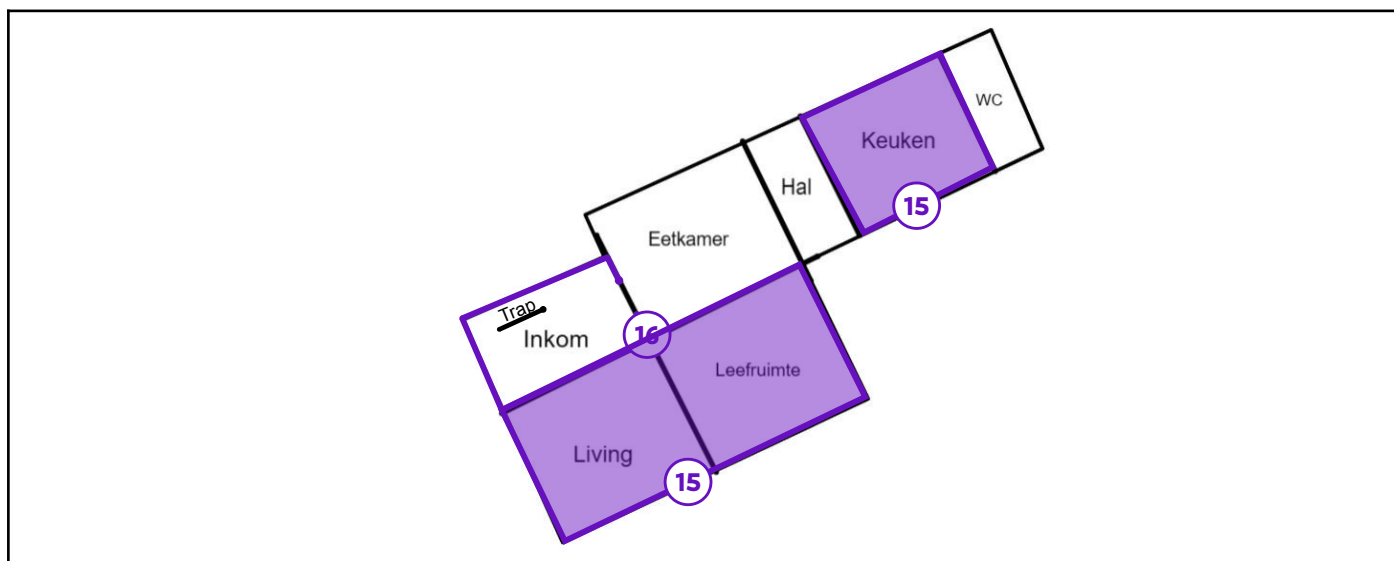 WC
Keuken
Hal
15
Eetkamer
Trap
Inkom
16
Leefruimte
Living
15